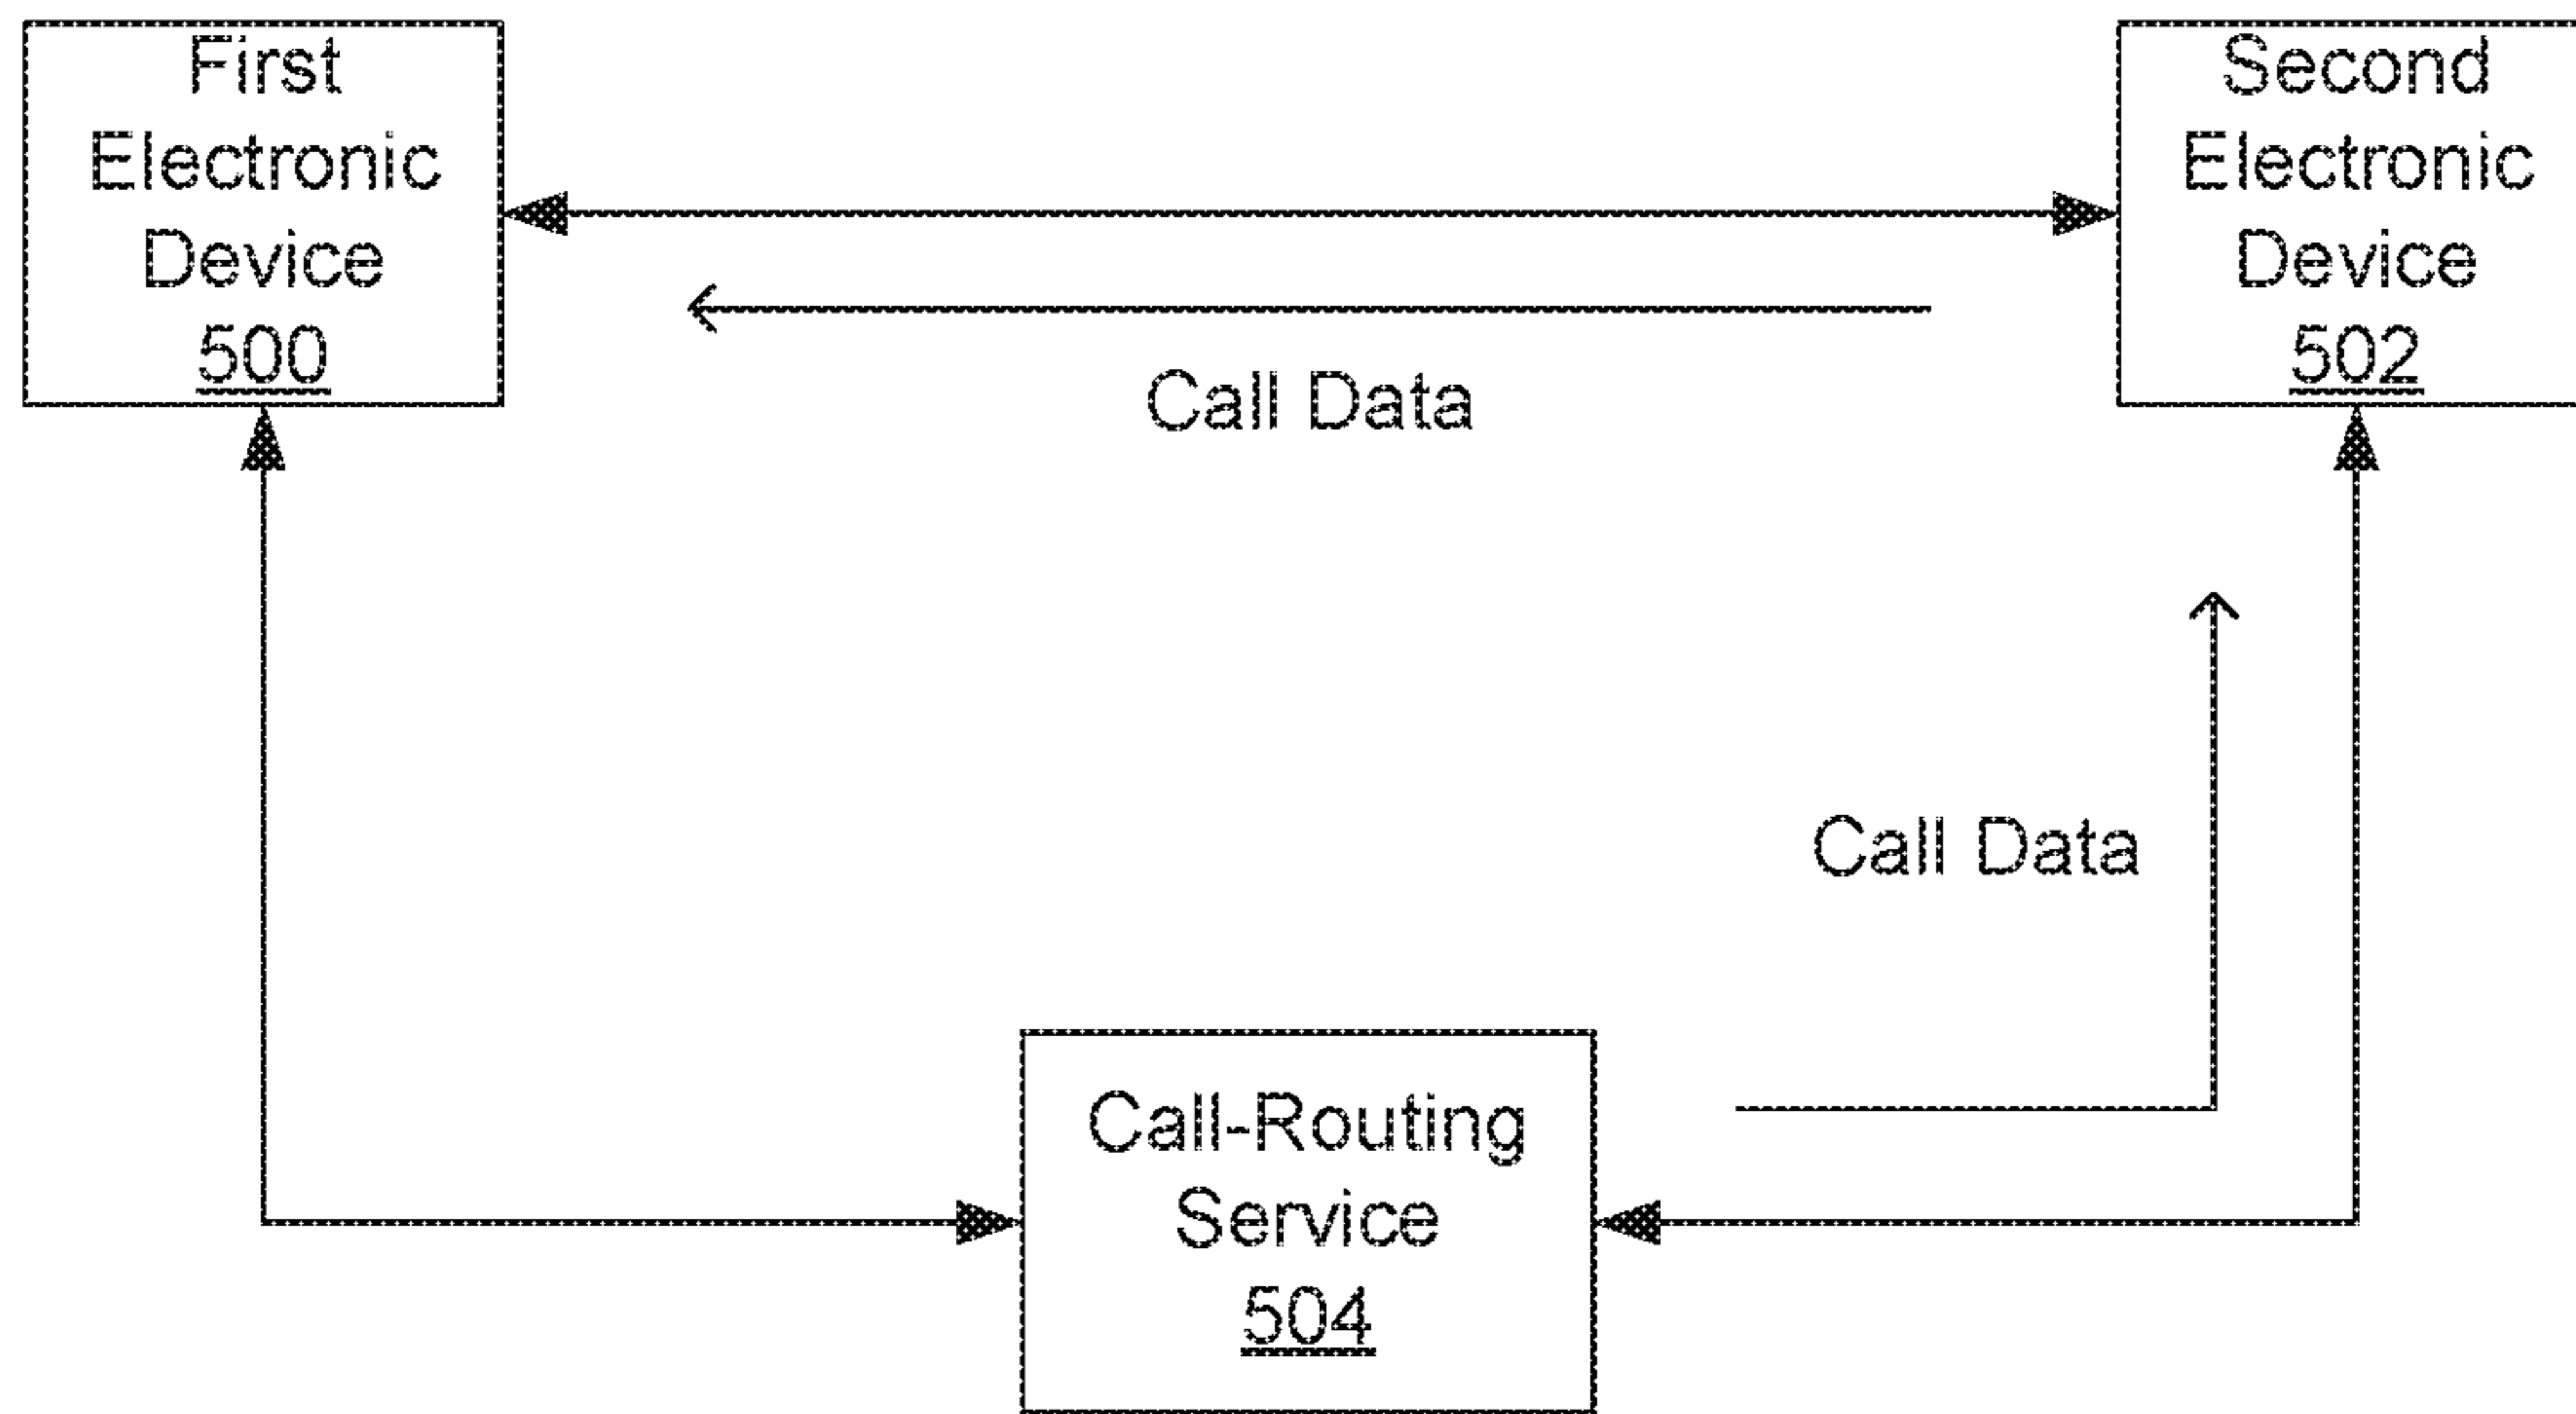 First
Electronic
Device
500
Second
Electronic
Device
502
Call Data
Call Data
Call-Routing
Service
504